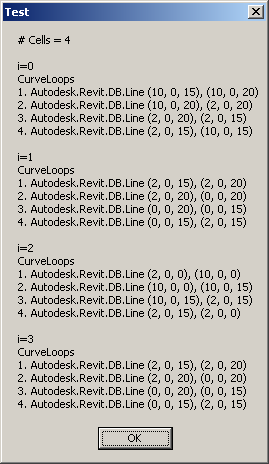 Test
# Cells = 4
i=0
CurveLoops
1. Autodesk.Revit.DB.Line (10, 0, 15), (10, 0, 20)
2. Autodesk.Revit.DB.Line (10, 0, 20), (2, 0, 20)
3. Autodesk.Revit.DB.Line (2, 0, 20), (2, 0, 15)
4. Autodesk.Revit.DB.Line (2, 0, 15), (10, 0, 15)
i=1
CurveLoops
1. Autodesk.Revit.DB.Line (2, 0, 15), (2, 0, 20)
2. Autodesk.Revit.DB.Line (2, 0, 20), (0, 0, 20)
3. Autodesk.Revit.DB.Line (0, 0, 20), (0, 0, 15)
4. Autodesk.Revit.DB.Line (0, 0, 15), (2, 0, 15)
i=2
CurveLoops
1. Autodesk.Revit.DB.Line (2, 0, 0), (10, 0, 0)
2. Autodesk.Revit.DB.Line (10, 0, 0), (10, 0, 15)
3. Autodesk.Revit.DB.Line (10, 0, 15), (2, 0, 15)
4. Autodesk.Revit.DB.Line (2, 0, 15), (2, 0, 0)
i=3
CurveLoops
1. Autodesk.Revit.DB.Line (2, 0, 15), (2, 0, 20)
2. Autodesk.Revit.DB.Line (2, 0, 20), (0, 0, 20)
3. Autodesk.Revit.DB.Line (0, 0, 20), (0, 0, 15)
4. Autodesk.Revit.DB.Line (0, 0, 15), (2, 0, 15)
OK